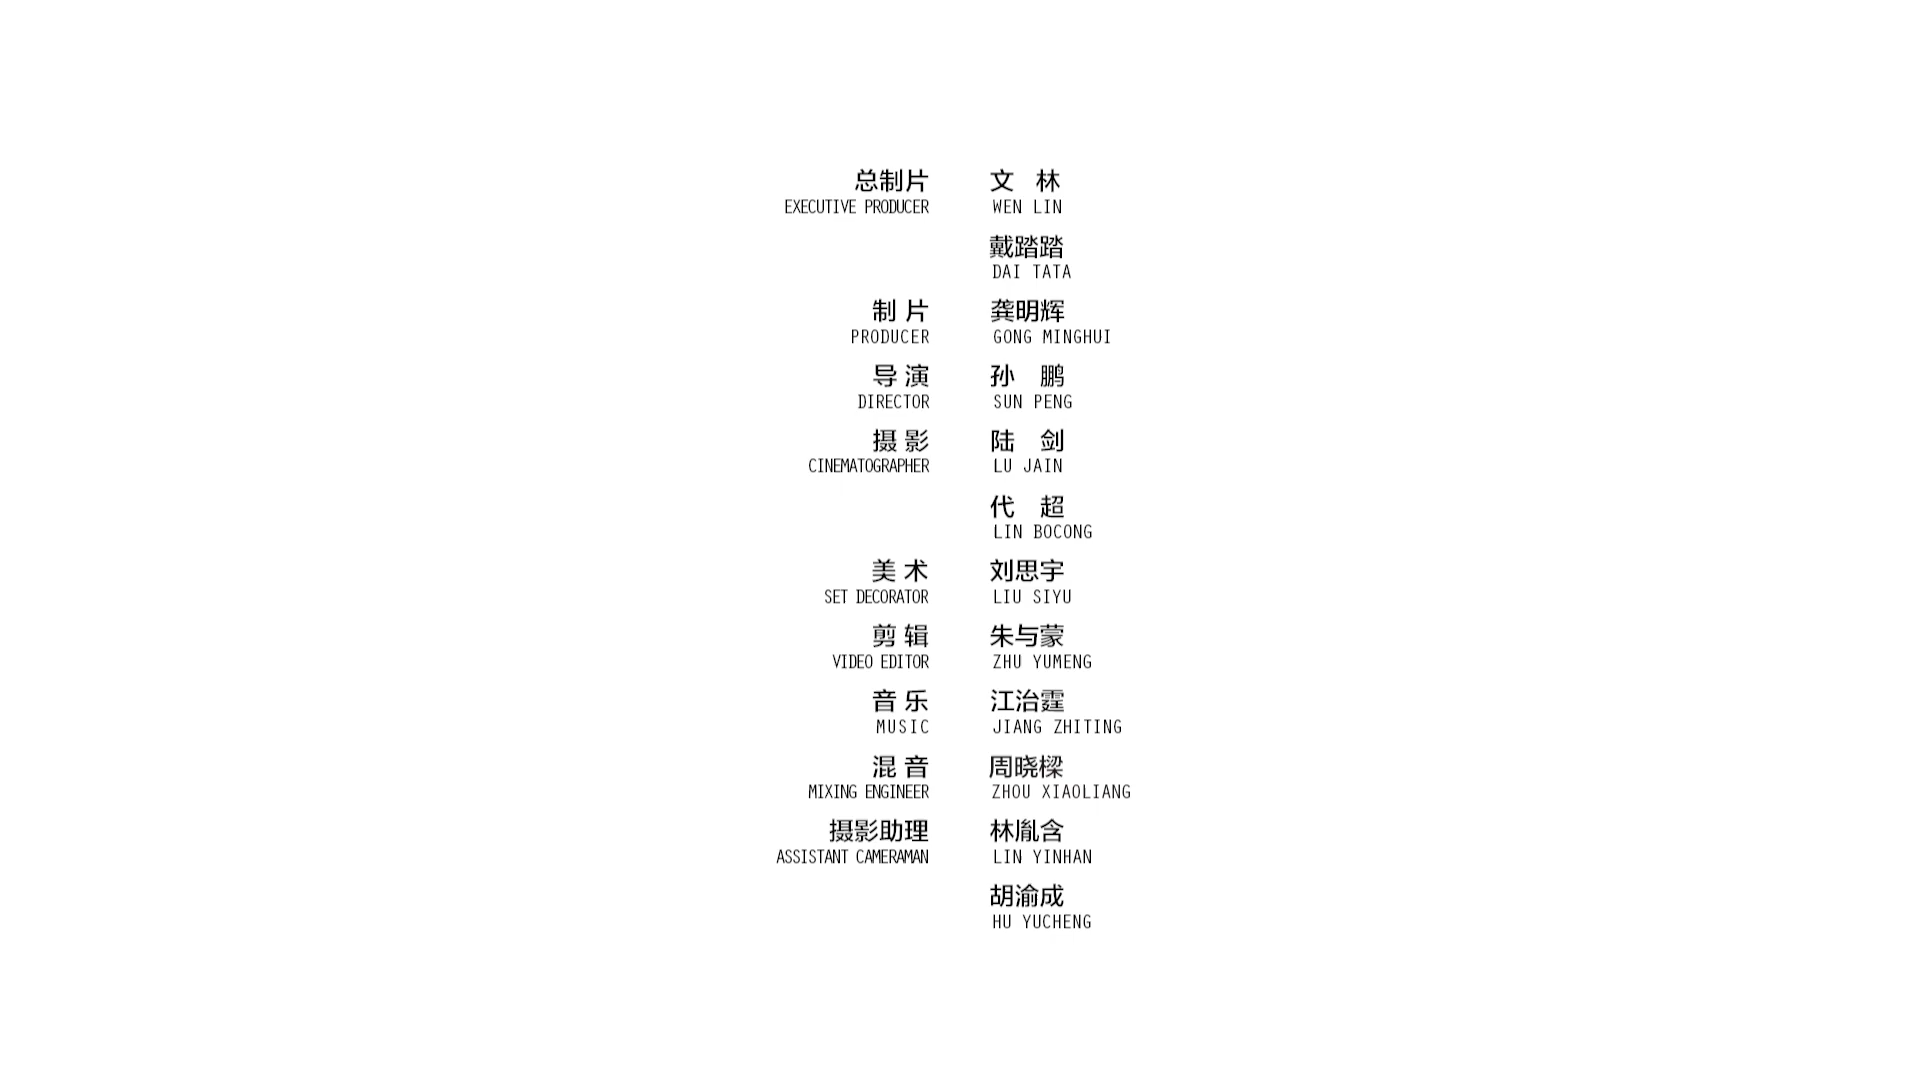 总制片 文 林
EXECUTIVE PRODUCER WEN LIN
戴踏踏
DAI TATA
制 片 龚明辉
PRODUCER GONG MINGHUI
导 演 孙 鹏
DIRECTOR SUN PENG
摄 影 陆 剑
CINEMATOGRAPHER LU JAIN
代 超
LIN BOCONG
美 术 刘思宇
SET DECORATOR LIU SIYU
剪 辑 朱与蒙
VIDEO EDITOR ZHU YUMENG
音 乐 江治霆
MUSIC JIANG ZHITING
混 音 周晓樑
MIXING ENGINEER ZHOU XIAOLIANG
摄影助理 林胤含
ASSISTANT CAMERAMAN LIN YINHAN
胡渝成
HU YUCHENG